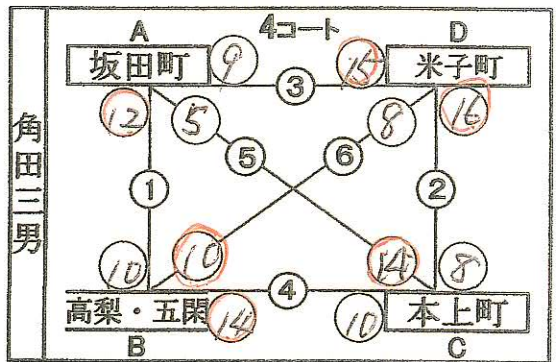 A 4コート D
坂田町 9 ③ 15 米子町
12 5 8 16
⑤ ⑥
角田三男
① ②
10 10 14 8
高梨・五閑 14 ④ 10 本上町
B C